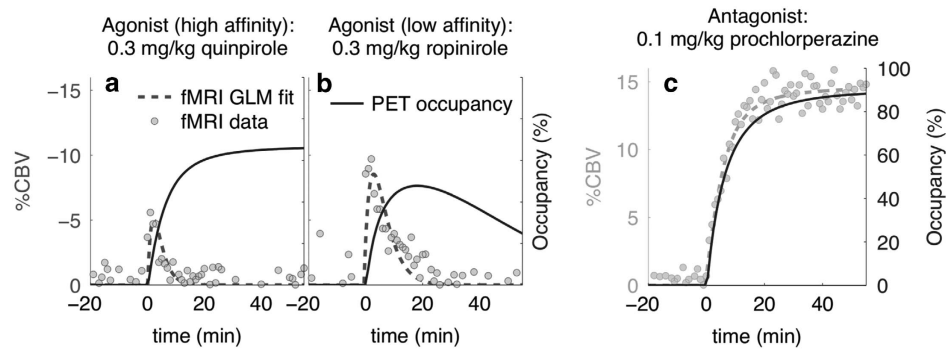 Agonist (high affinity):
0.3 mg/kg quinpirole
Agonist (low affinity):
0.3 mg/kg ropinirole
Antagonist:
0.1 mg/kg prochlorperazine
a
fMRI GLM fit
fMRI data
−15
−10
−5
0
%CBV
−20 0 20 40
time (min)
b
PET occupancy
Occupancy (%)
−20 0 20 40
time (min)
c
15
10
5
0
%CBV
100
80
60
40
20
0
Occupancy (%)
−20 0 20 40
time (min)